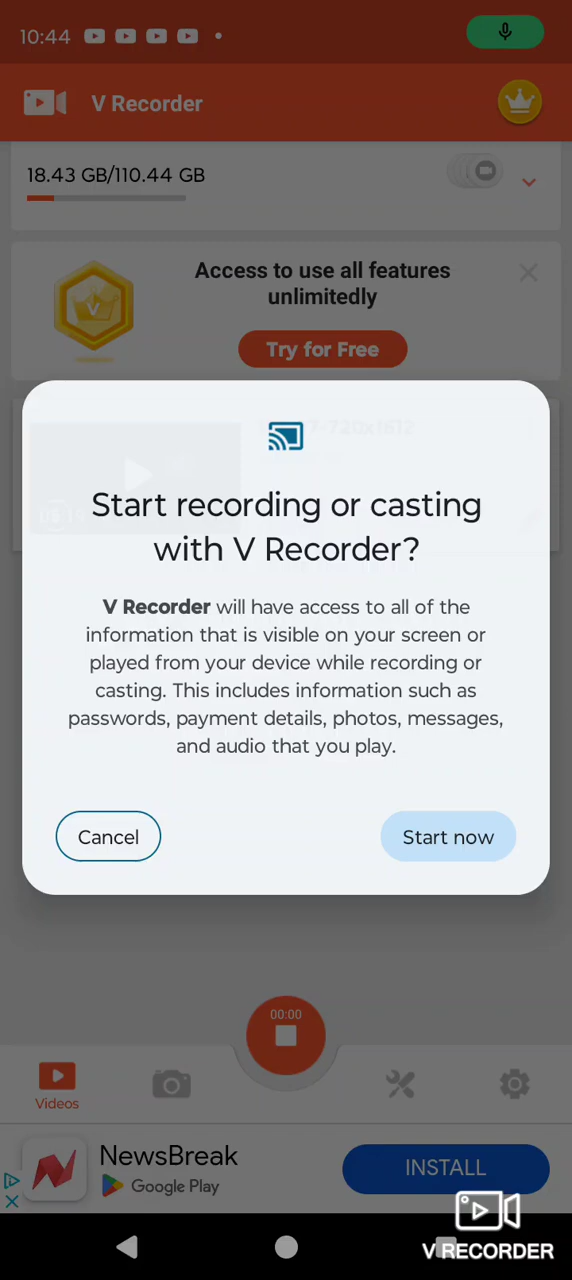 10:44
V Recorder
18.43 GB/110.44 GB
Access to use all features
unlimitedly
Try for Free
Start recording or casting
with V Recorder?
V Recorder will have access to all of the
information that is visible on your screen or
played from your device while recording or
casting. This includes information such as
passwords, payment details, photos, messages,
and audio that you play.
Cancel
Start now
00:00
Videos
NewsBreak
Google Play
INSTALL
V RECORDER